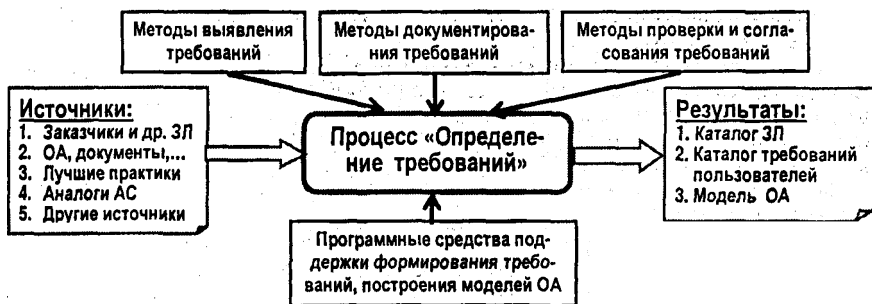 Методы выявления
требований
Методы документирова-
ния требований
Методы проверки и согла-
сования требований
Источники:
1. Заказчики и др. ЗЛ
2. ОА, документы,...
3. Лучшие практики
4. Аналоги АС
5. Другие источники
Процесс «Определе-
ние требований»
Результаты:
1. Каталог ЗЛ
2. Каталог требований
пользователей
3. Модель ОА
Программные средства под-
держки формирования требо-
ваний, построения моделей ОА